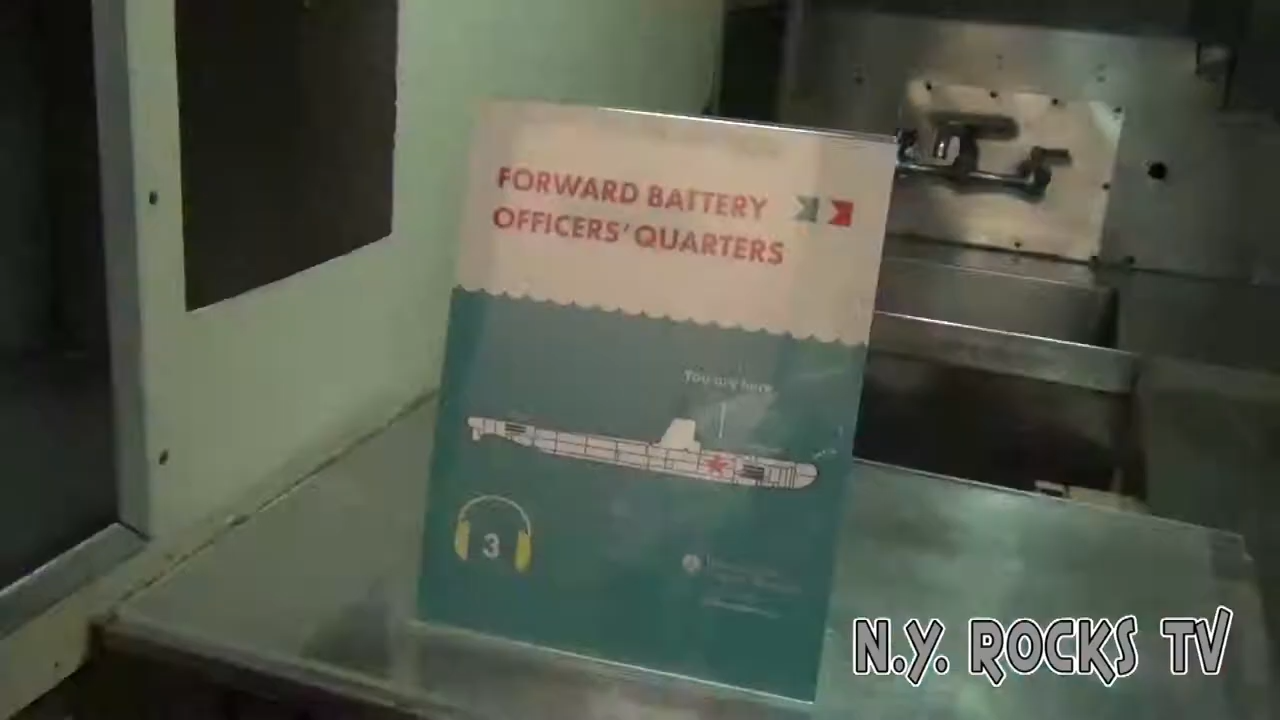 FORWARD BATTERY
OFFICERS' QUARTERS
You are here
3
N.Y. ROCKS TV